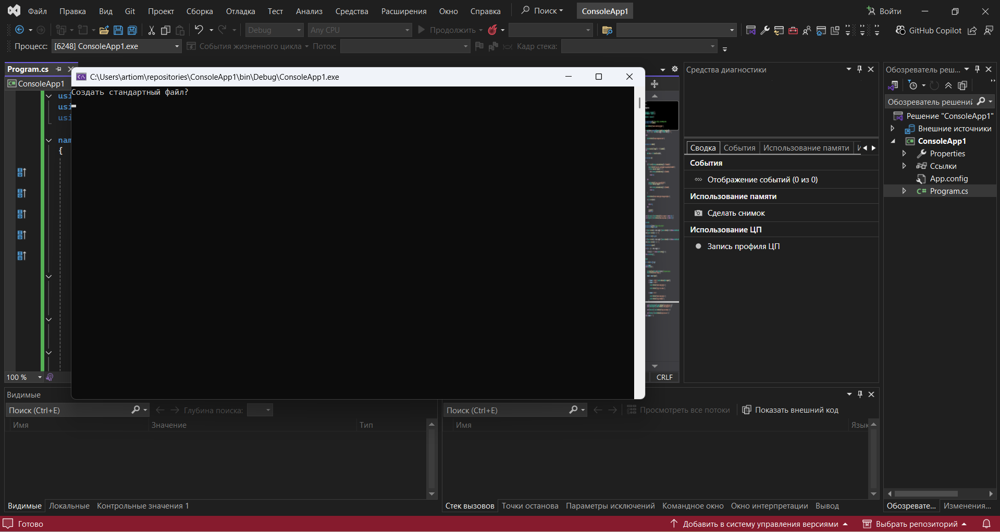 Файл Правка Вид Git Проект Сборка Отладка Тест Анализ Средства Расширения Окно Справка Поиск ConsoleApp1 Войти
Debug Any CPU Продолжить GitHub Copilot
Процесс: [6248] ConsoleApp1.exe События жизненного цикла Поток: Кадр стека:
Program.cs
ConsoleApp1
C:\Users\artiom\repositories\ConsoleApp1\bin\Debug\ConsoleApp1.exe
Создать стандартный файл?
usi
usi
usi
nam
{
100 %
CRLF
Средства диагностики
Сводка События Использование памяти
События
Отображение событий (0 из 0)
Использование памяти
Сделать снимок
Использование ЦП
Запись профиля ЦП
Обозреватель реш...
Обозреватель решений
Решение "ConsoleApp1"
Внешние источники
ConsoleApp1
Properties
Ссылки
App.config
Program.cs
Видимые
Поиск (Ctrl+E) Глубина поиска:
Имя Значение Тип
Видимые Локальные Контрольные значения 1
Поиск (Ctrl+E) Просмотреть все потоки Показать внешний код
Имя Язык
Стек вызовов Точки останова Параметры исключений Командное окно Окно интерпретации Вывод
Обозревате... Изменения...
Готово Добавить в систему управления версиями Выбрать репозиторий